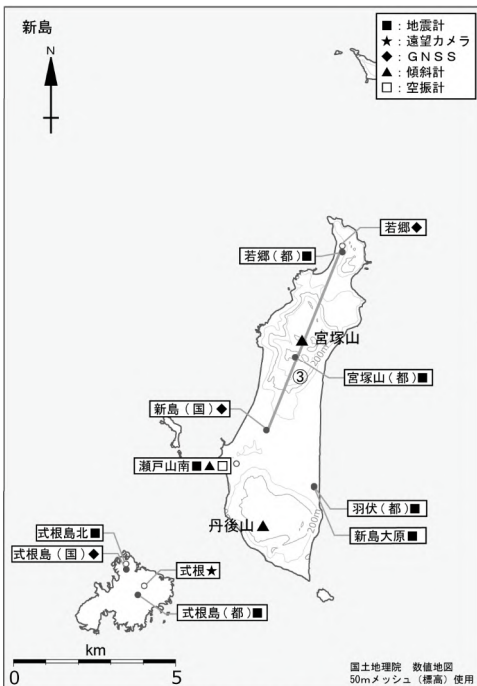 新島
N
■：地震計
★：遠望カメラ
◆：ＧＮＳＳ
▲：傾斜計
□：空振計
若郷◆
若郷（都）■
宮塚山
200m
宮塚山（都）■
③
新島（国）◆
瀬戸山南■▲□
羽伏（都）■
200m
丹後山
新島大原■
式根島北■
式根島（国）◆
式根★
式根島（都）■
km
0 5
国土地理院 数値地図
50mメッシュ（標高）使用